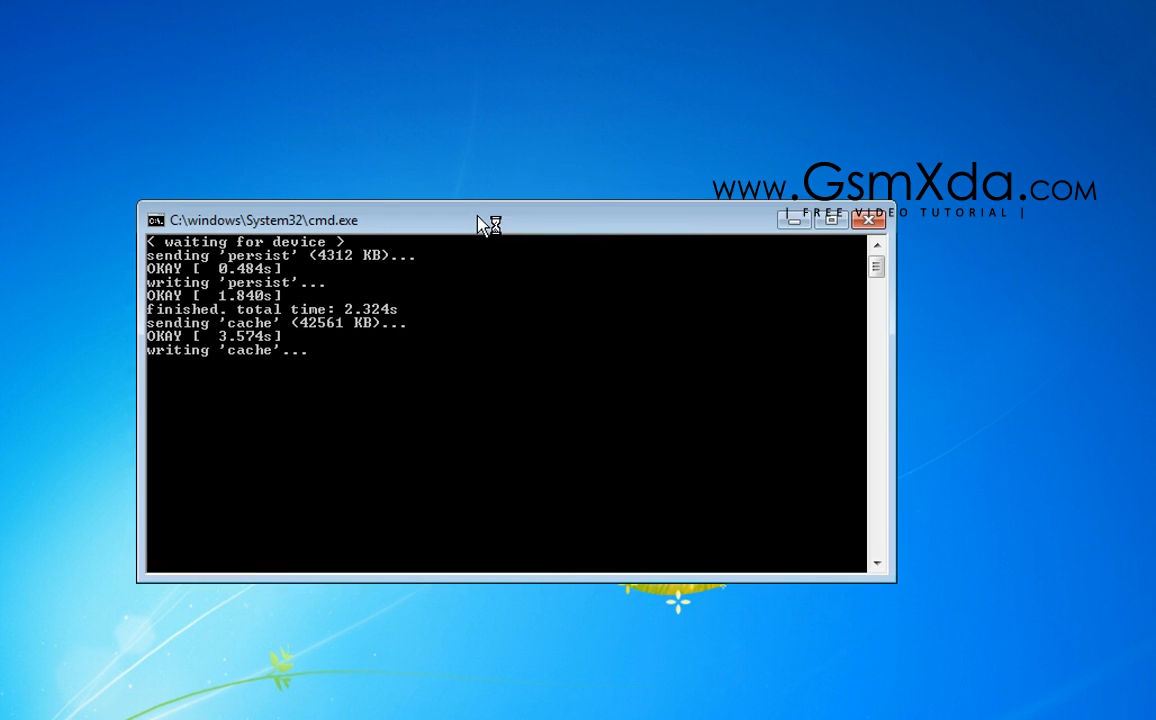 www.GsmXda.com
| FREE VIDEO TUTORIAL |
C:\windows\System32\cmd.exe
< waiting for device >
sending 'persist' (4312 KB)...
OKAY [  0.484s]
writing 'persist'...
OKAY [  1.840s]
finished. total time: 2.324s
sending 'cache' (42561 KB)...
OKAY [  3.574s]
writing 'cache'...